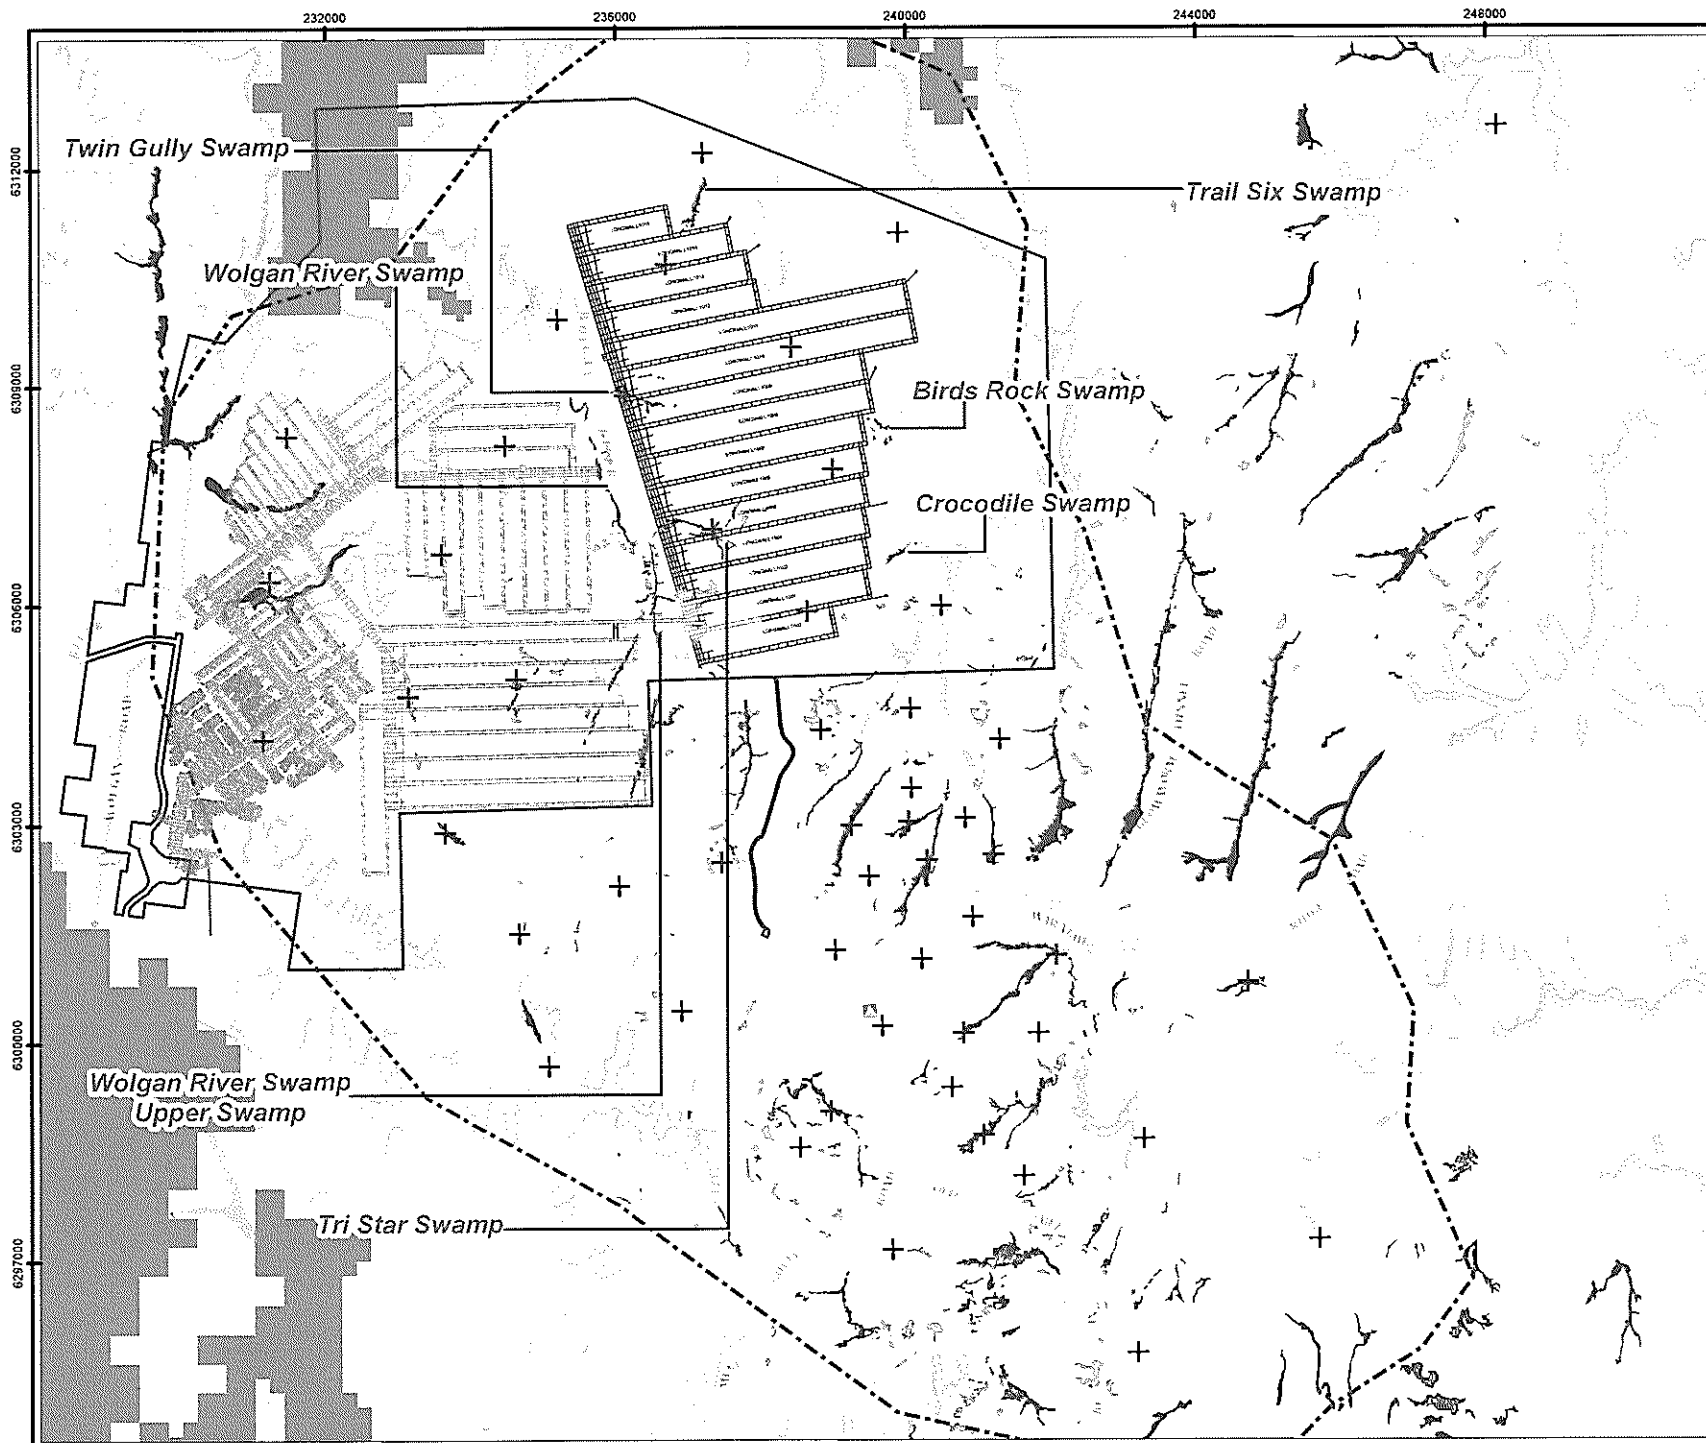 232000
236000
240000
244000
248000
6312000
6309000
6306000
6303000
6300000
6297000
Twin Gully Swamp
Trail Six Swamp
Wolgan River Swamp
Birds Rock Swamp
Crocodile Swamp
Wolgan River Swamp
Upper Swamp
Tri Star Swamp